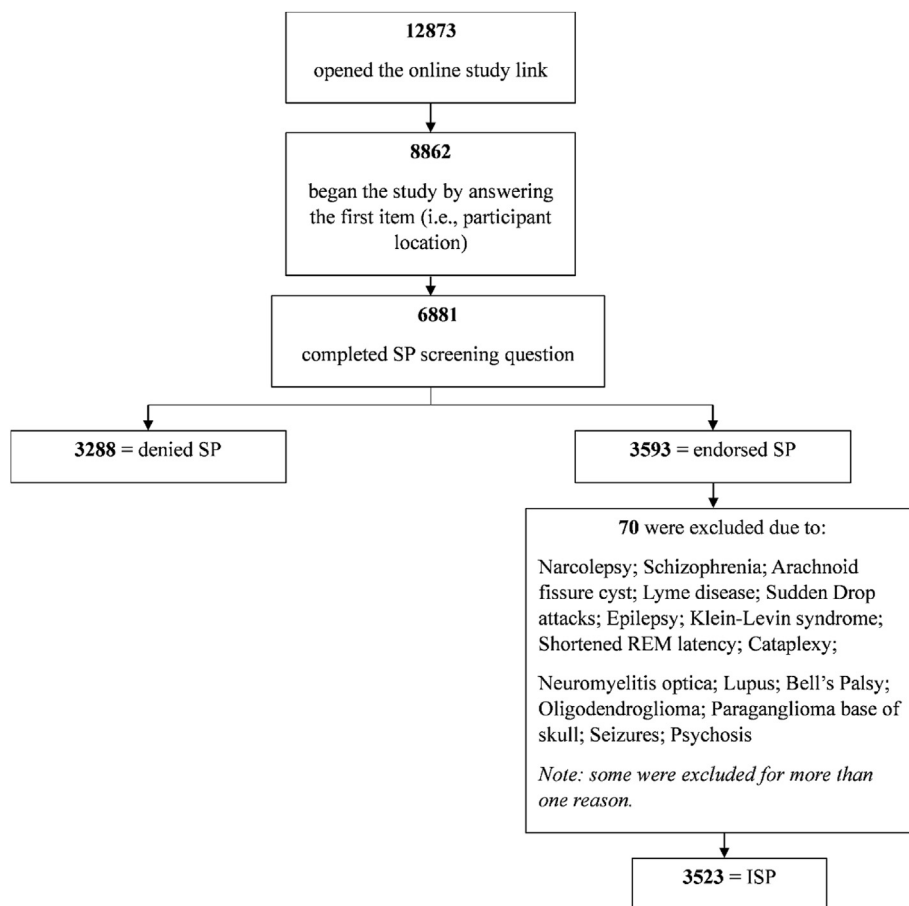 12873
opened the online study link
8862
began the study by answering
the first item (i.e., participant
location)
6881
completed SP screening question
3288 = denied SP
3593 = endorsed SP
70 were excluded due to:
Narcolepsy; Schizophrenia; Arachnoid
fissure cyst; Lyme disease; Sudden Drop
attacks; Epilepsy; Klein-Levin syndrome;
Shortened REM latency; Cataplexy;
Neuromyelitis optica; Lupus; Bell’s Palsy;
Oligodendroglioma; Paraganglioma base of
skull; Seizures; Psychosis
Note: some were excluded for more than
one reason.
3523 = ISP